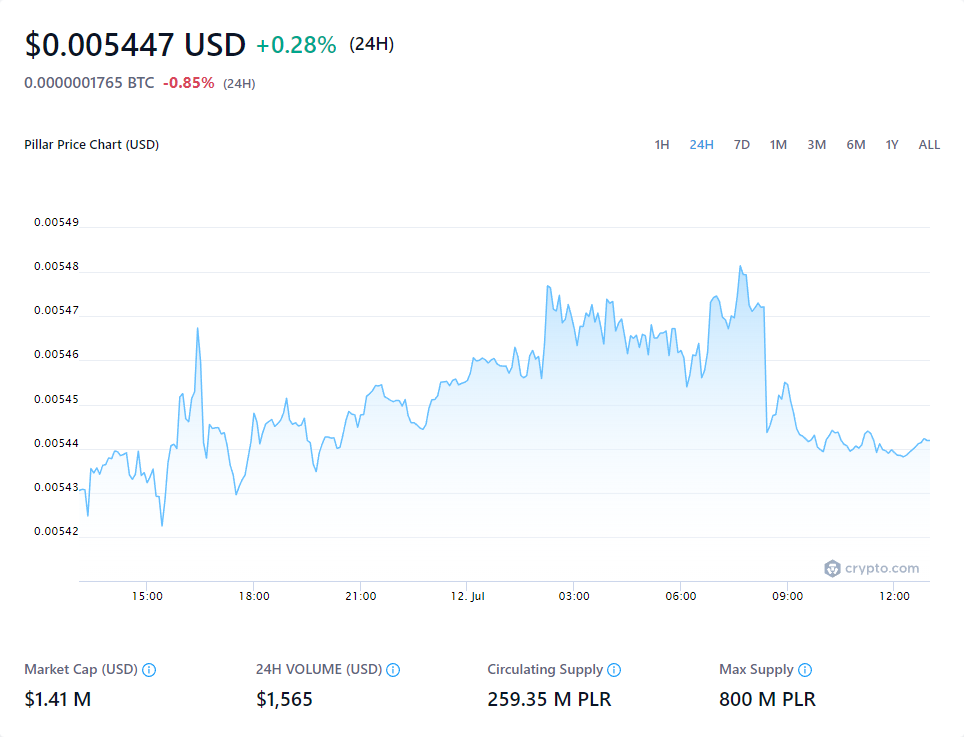 $0.005447 USD +0.28% (24H)
0.0000001765 BTC -0.85% (24H)
Pillar Price Chart (USD) 1H 24H 7D 1M 3M 6M 1Y ALL
0.00549
0.00548
0.00547
0.00546
0.00545
0.00544
0.00543
0.00542
crypto.com
15:00 18:00 21:00 12. Jul 03:00 06:00 09:00 12:00
Market Cap (USD) 24H VOLUME (USD) Circulating Supply Max Supply
$1.41 M $1,565 259.35 M PLR 800 M PLR